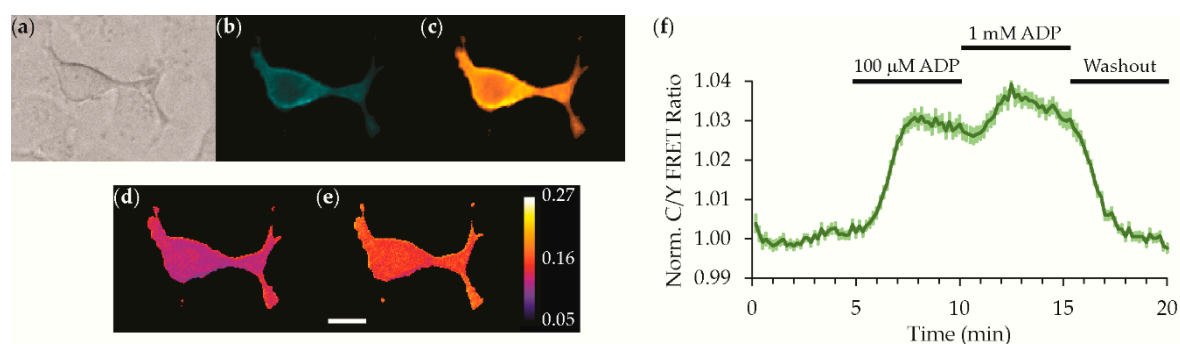 (a)
(b)
(c)
(d)
(e)
0.27
0.16
0.05
(f)
1 mM ADP
100 μM ADP
Washout
Norm. C/Y FRET Ratio
1.04
1.03
1.02
1.01
1.00
0.99
0
5
10
15
20
Time (min)